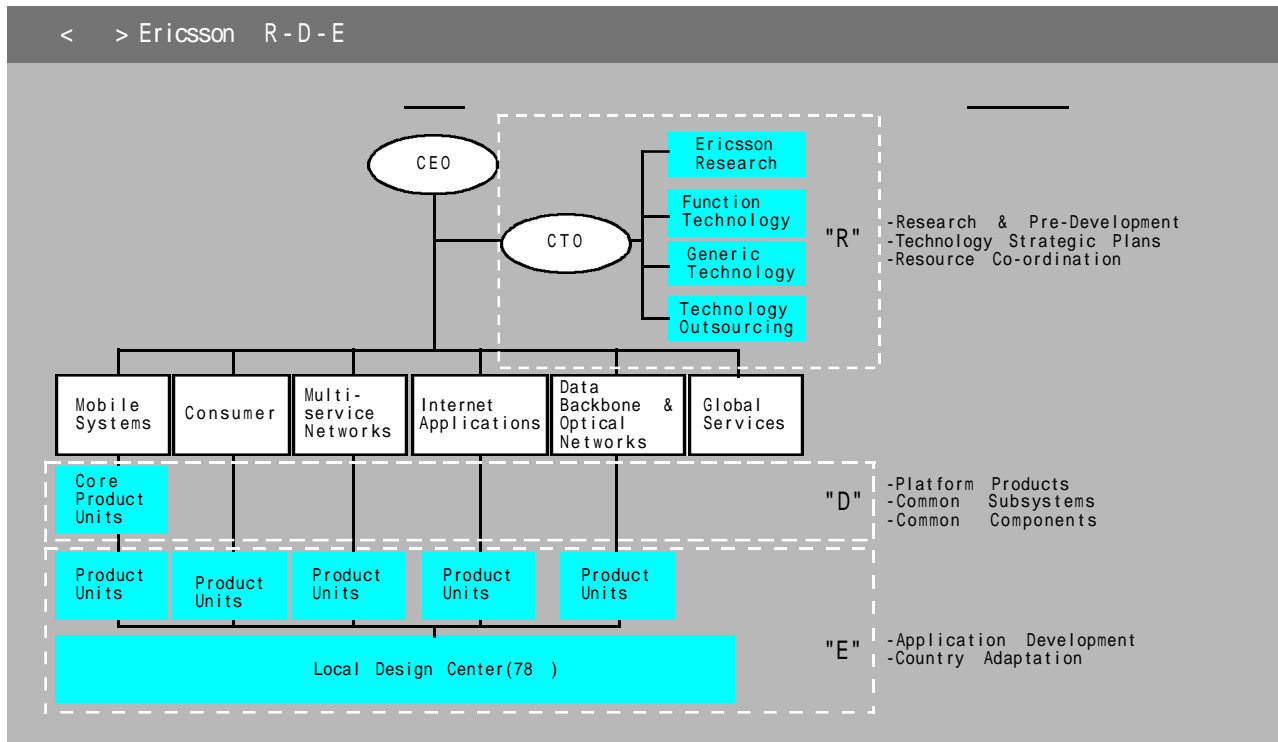 < > Ericsson R-D-E
CEO
CTO
Ericsson
Research
Function
Technology
Generic
Technology
Technology
Outsourcing
"R"
-Research & Pre-Development
-Technology Strategic Plans
-Resource Co-ordination
Mobile
Systems
Consumer
Multi-
service
Networks
Internet
Applications
Data
Backbone &
Optical
Networks
Global
Services
Core
Product
Units
"D"
-Platform Products
-Common Subsystems
-Common Components
Product
Units
Product
Units
Product
Units
Product
Units
Product
Units
Local Design Center(78 )
"E"
-Application Development
-Country Adaptation